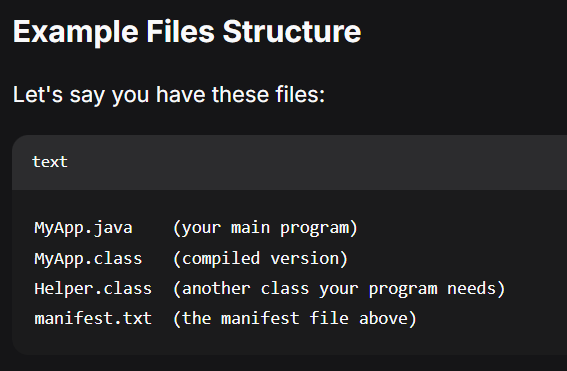 Example Files Structure
Let's say you have these files:
text
MyApp.java    (your main program)
MyApp.class   (compiled version)
Helper.class  (another class your program needs)
manifest.txt  (the manifest file above)